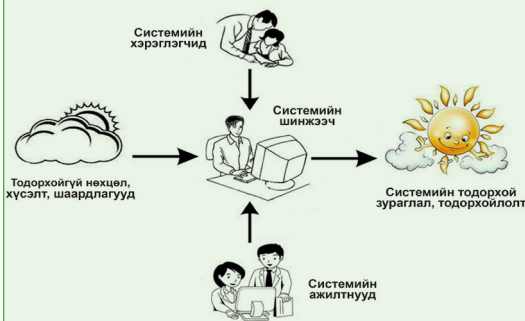 Системийн
хэрэглэгчид
Системийн
шинжээч
Тодорхойгүй нөхцөл,
хүсэлт, шаардлагууд
Системийн тодорхой
зураглал, тодорхойлолт
Системийн
ажилтнууд